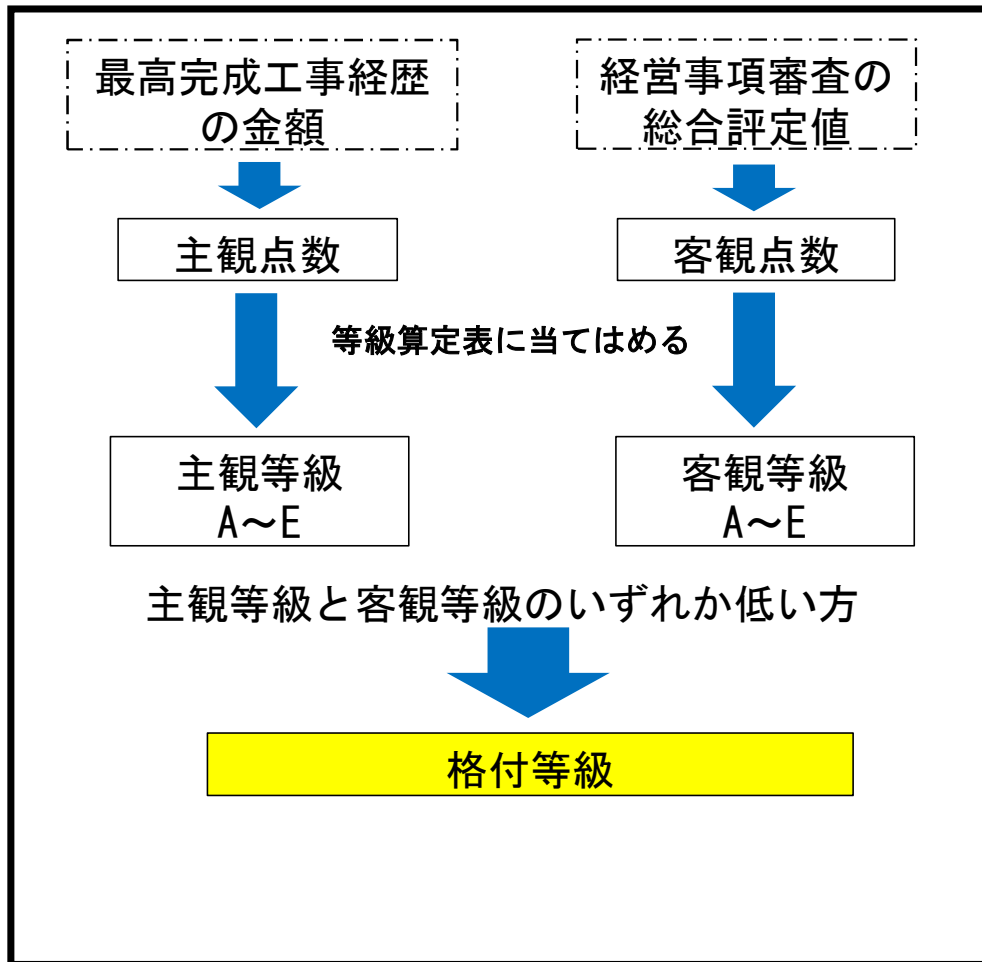 最高完成工事経歴
の金額
経営事項審査の
総合評定値
主観点数
客観点数
等級算定表に当てはめる
主観等級
A～E
客観等級
A～E
主観等級と客観等級のいずれか低い方
格付等級